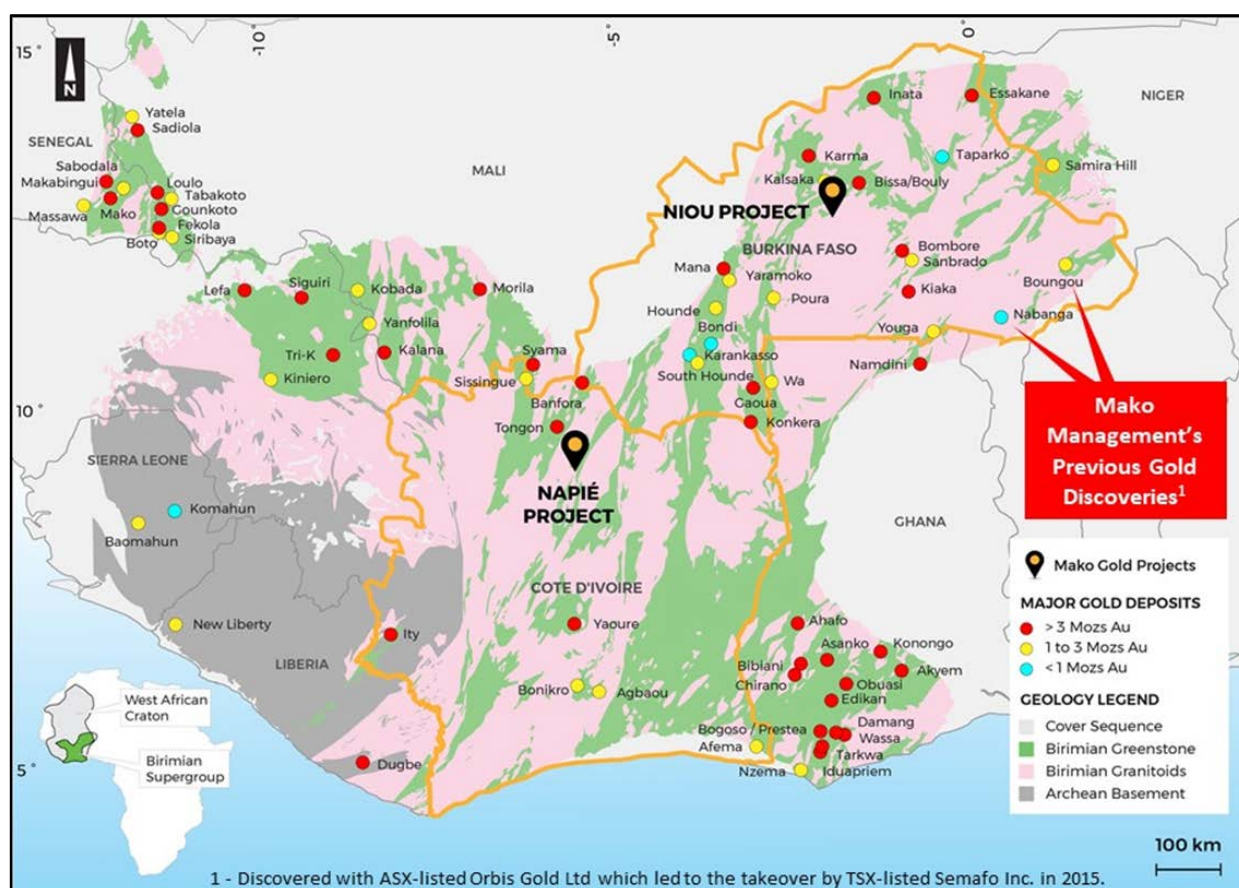 -10°
-5
0
15°
N
NIGER
SENEGAL
MALI
Yatela
Sadiola
Sabodala
Makabingui
Massawa
Mako
Loulo
Tabakoto
Gounkoto
Fekola
Boto
Siribaya
Inata
Essakane
Karma
Taparko
Samira Hill
Kalsaka
Bissa/Bouly
NIOU PROJECT
BURKINA FASO
Bombore
Sanbrado
Kiaka
Boungou
Nabanga
Mana
Yaramoko
Poura
Hounde
Bondi
Youga
Karankasso
South Hounde
Wa
Namdini
Gaoua
Konkera
Lefa
Siguiri
Kobada
Morila
Yanfolila
Tri-K
Kalana
Kiniero
Syama
Sissingue
Banfora
Tongon
10°
NAPIÉ
PROJECT
Mako
Management's
Previous Gold
Discoveries1
SIERRA LEONE
Komahun
Baomahun
GHANA
COTE D'IVOIRE
New Liberty
LIBERIA
Ity
Yaoure
Bonikro
Agbaou
Dugbe
Ahafo
Asanko
Konongo
Bibiani
Chirano
Akyem
Obuasi
Edikan
Bogoso / Prestea
Damang
Afema
Wassa
Tarkwa
Nzema
Iduapriem
5°
West African
Craton
Birimian
Supergroup
Mako Gold Projects
MAJOR GOLD DEPOSITS
> 3 Mozs Au
1 to 3 Mozs Au
< 1 Mozs Au
GEOLOGY LEGEND
Cover Sequence
Birimian Greenstone
Birimian Granitoids
Archean Basement
100 km
1 - Discovered with ASX-listed Orbis Gold Ltd which led to the takeover by TSX-listed Semafo Inc. in 2015.